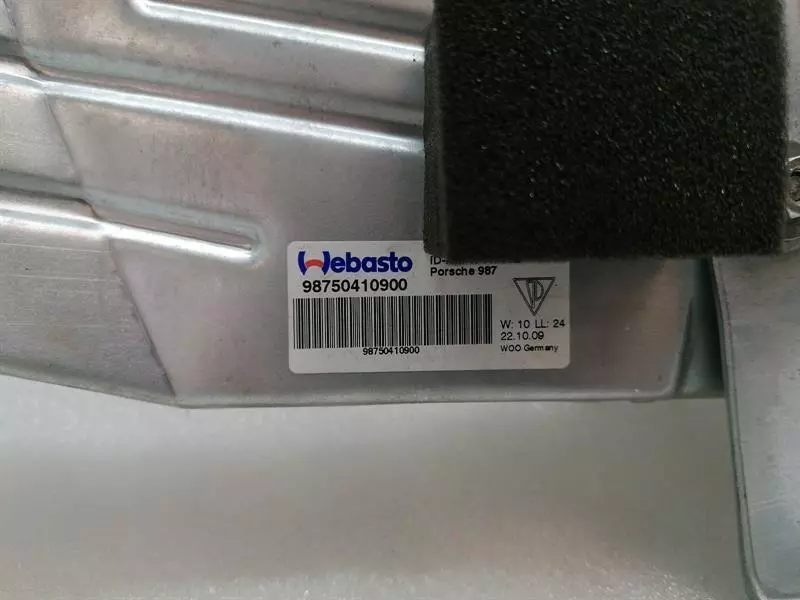 Webasto
Porsche 987
98750410900
W: 10 LL: 24
22.10.09
WOO Germany
98750410900